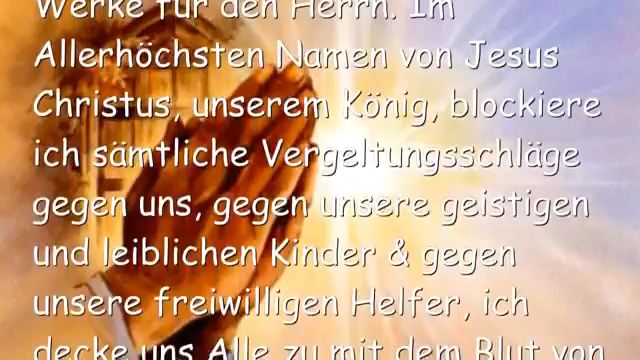 Werke für den Herrn. Im
Allerhöchsten Namen von Jesus
Christus, unserem König, blockiere
ich sämtliche Vergeltungsschläge
gegen uns, gegen unsere geistigen
und leiblichen Kinder & gegen
unsere freiwilligen Helfer, ich
decke uns Alle zu mit dem Blut von